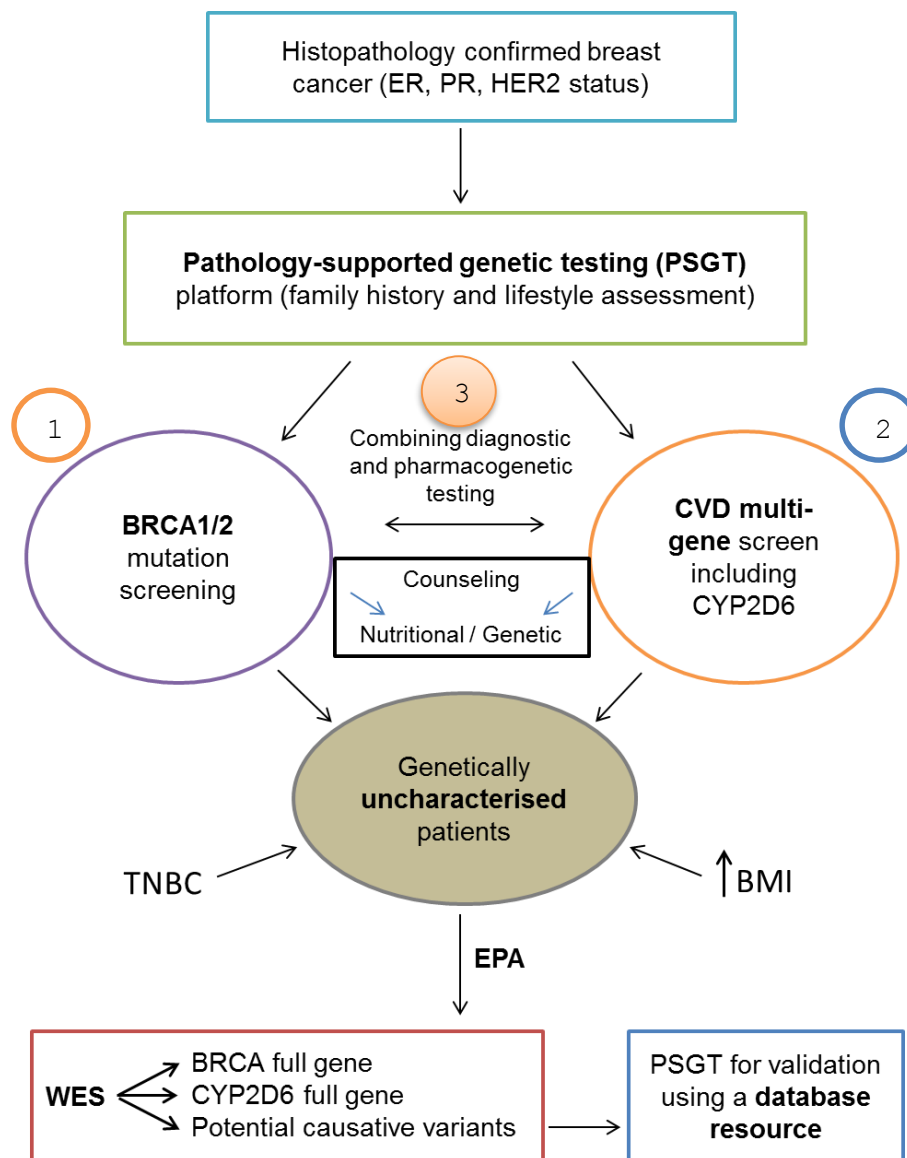 Histopathology confirmed breast
cancer (ER, PR, HER2 status)
Pathology-supported genetic testing (PSGT)
platform (family history and lifestyle assessment)
1
3
2
Combining diagnostic
and pharmacogenetic
testing
BRCA1/2
mutation
screening
CVD multi-
gene screen
including
CYP2D6
Counseling
Nutritional / Genetic
Genetically
uncharacterised
patients
TNBC
BMI
EPA
WES
BRCA full gene
CYP2D6 full gene
Potential causative variants
PSGT for validation
using a database
resource